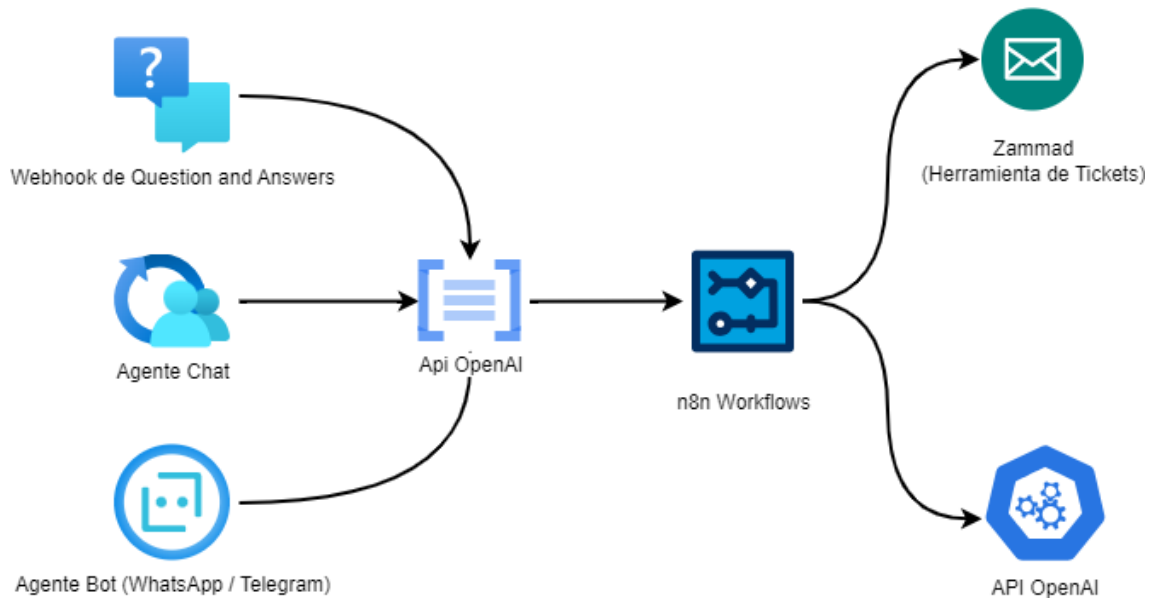 ?
Webhook de Question and Answers
Agente Chat
Agente Bot (WhatsApp / Telegram)
Api OpenAI
n8n Workflows
Zammad
(Herramienta de Tickets)
API OpenAI